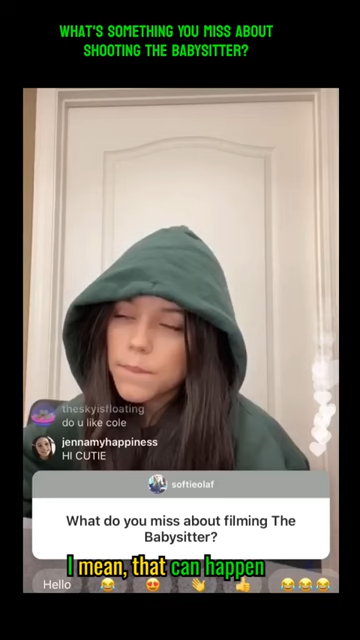 WHAT'S SOMETHING YOU MISS ABOUT
SHOOTING THE BABYSITTER?
theskyisfloating
do u like cole
jennamyhappiness
HI CUTIE
softieolaf
What do you miss about filming The
Babysitter?
I mean, that can happen
Hello